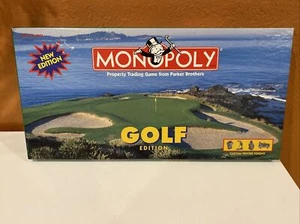 NEW
EDITION
MONOPOLY
Property Trading Game from Parker Brothers
GOLF
EDITION